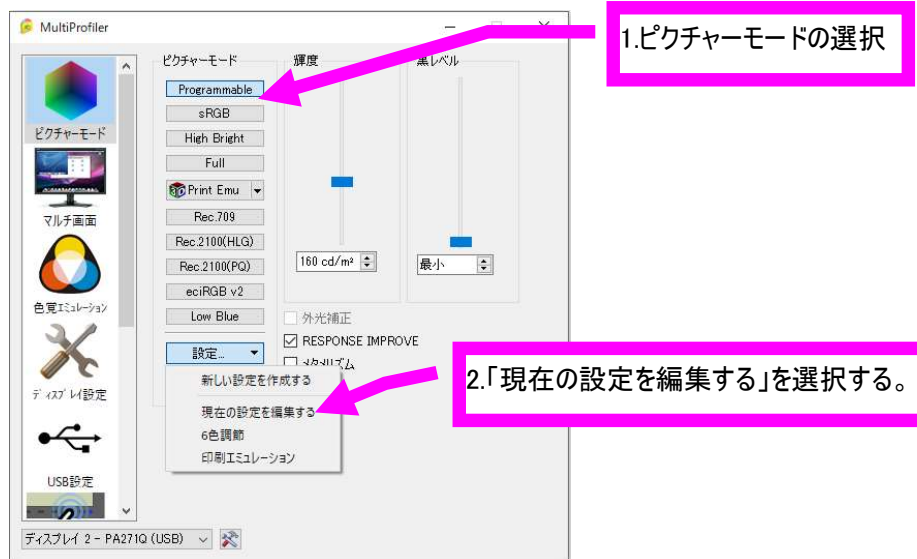 MultiProfiler
1.ピクチャーモードの選択
ピクチャーモード
輝度
黒レベル
Programmable
sRGB
High Bright
Full
Print Emu
Rec.709
Rec.2100(HLG)
Rec.2100(PQ)
eciRGB v2
Low Blue
設定...
新しい設定を作成する
現在の設定を編集する
6色調節
印刷エミュレーション
160 cd/m²
最小
外光補正
RESPONSE IMPROVE
メタメリズム
2.「現在の設定を編集する」を選択する。
ピクチャーモード
マルチ画面
色覚エミュレーション
ディスプレイ設定
USB設定
ディスプレイ 2 - PA271Q (USB)